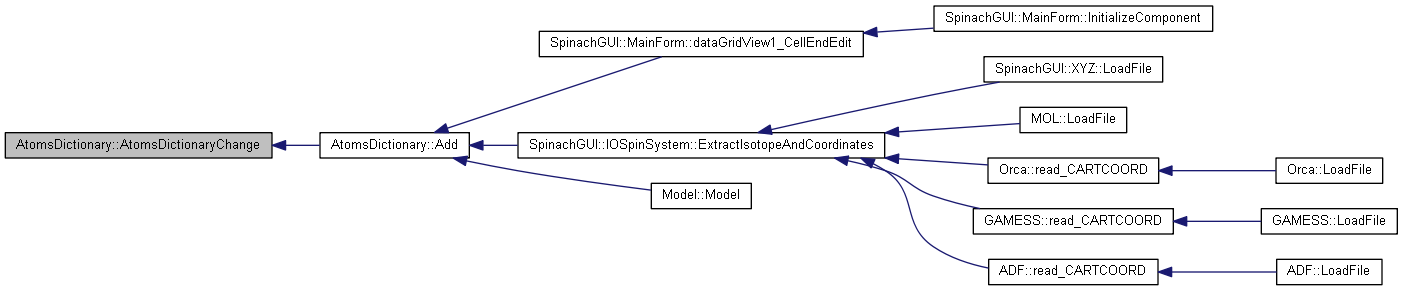 SpinachGUI::MainForm::InitializeComponent
SpinachGUI::MainForm::dataGridView1_CellEndEdit
SpinachGUI::XYZ::LoadFile
MOL::LoadFile
AtomsDictionary::AtomsDictionaryChange
AtomsDictionary::Add
SpinachGUI::IOSpinSystem::ExtractIsotopeAndCoordinates
Orca::read_CARTCOORD
Orca::LoadFile
Model::Model
GAMESS::read_CARTCOORD
GAMESS::LoadFile
ADF::read_CARTCOORD
ADF::LoadFile